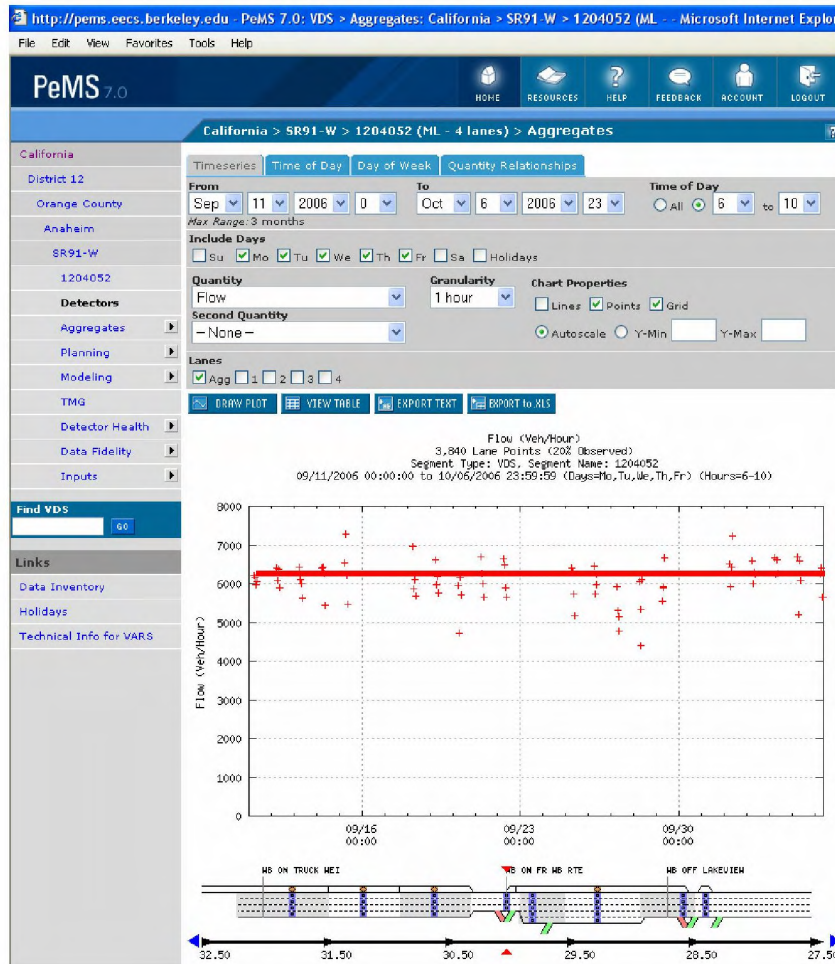 http://pems.eecs.berkeley.edu - PeMS 7.0: VDS > Aggregates: California > SR91-W > 1204052 (ML - - Microsoft Internet Explor
File Edit View Favorites Tools Help
PeMS 7.0
HOME RESOURCES HELP FEEDBACK ACCOUNT LOGOUT
California > SR91-W > 1204052 (ML - 4 lanes) > Aggregates
California
District 12
Orange County
Anaheim
SR91-W
1204052
Detectors
Aggregates
Planning
Modeling
TMG
Detector Health
Data Fidelity
Inputs
Find VDS
GO
Links
Data Inventory
Holidays
Technical Info for VARS
Timeseries Time of Day Day of Week Quantity Relationships
From To Time of Day
Sep 11 2006 0 Oct 6 2006 23 All 6 to 10
Max Range: 3 months
Include Days
Su Mo Tu We Th Fr Sa Holidays
Quantity Granularity Chart Properties
Flow 1 hour Lines Points Grid
Second Quantity
-- None -- Autoscale Y-Min Y-Max
Lanes
Agg 1 2 3 4
DRAW PLOT VIEW TABLE EXPORT TEXT EXPORT to .XLS
Flow (Veh/Hour)
3,840 Lane Points (20% Observed)
Segment Type: VDS, Segment Name: 1204052
09/11/2006 00:00:00 to 10/06/2006 23:59:59 (Days=Mo,Tu,We,Th,Fr) (Hours=6-10)
Flow (Veh/Hour)
8000
7000
6000
5000
4000
3000
2000
1000
0
09/16 09/23 09/30
00:00 00:00 00:00
WB ON TRUCK WEI WB ON FR WB RTE WB OFF LAKEVIEW
32.50 31.50 30.50 29.50 28.50 27.5